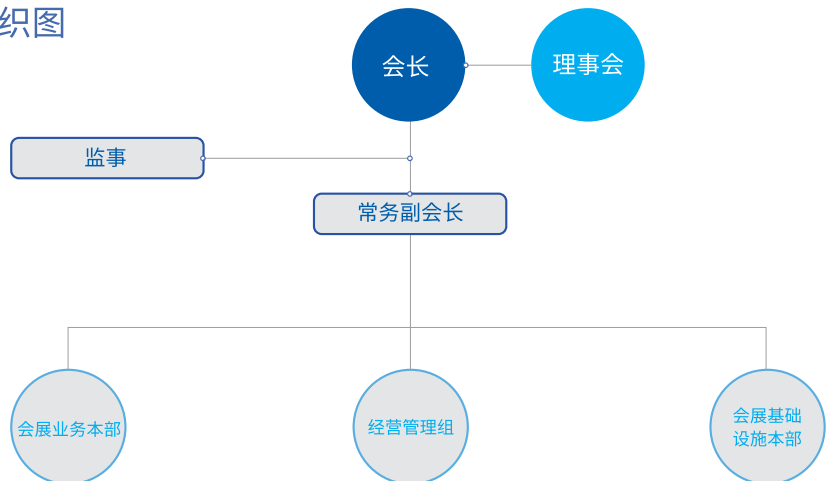 织图
会长
理事会
监事
常务副会长
会展业务本部
经营管理组
会展基础
设施本部